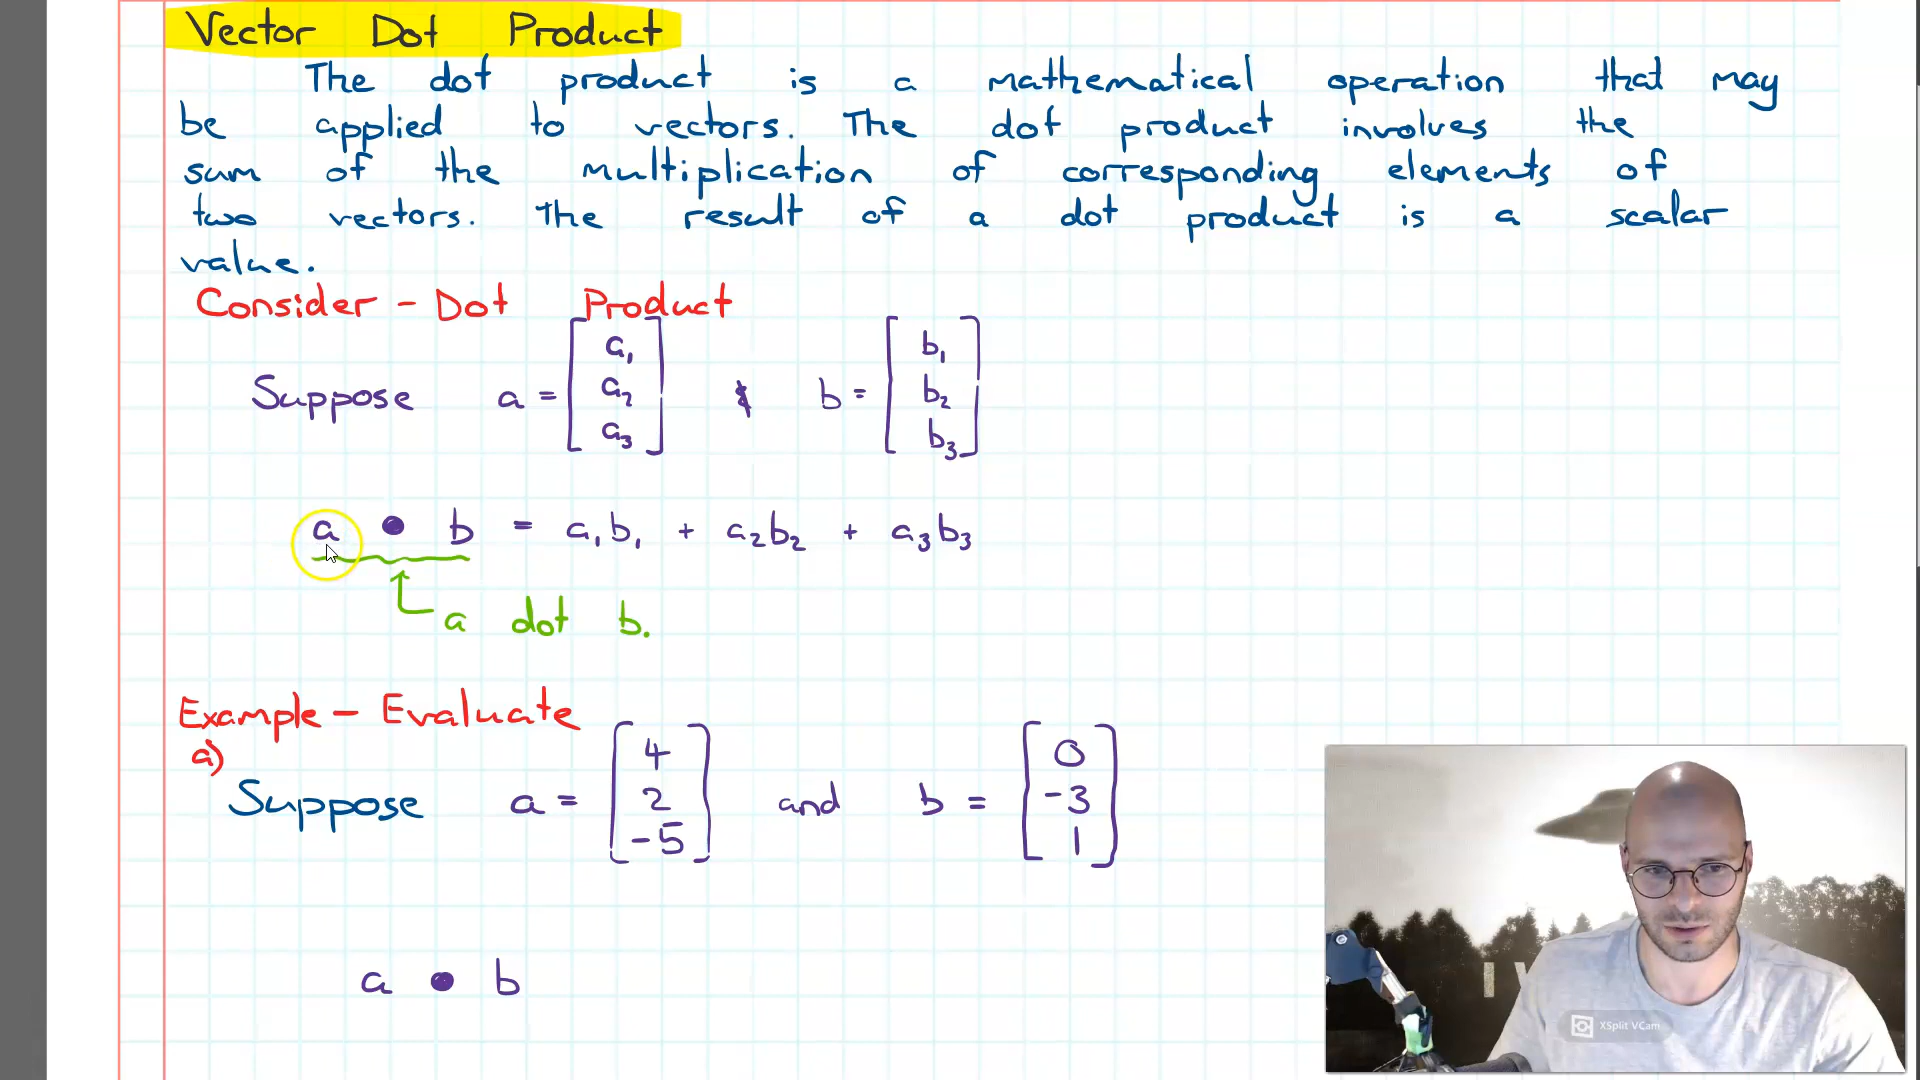 Vector Dot Product
The dot product is a mathematical operation that may
be applied to vectors. The dot product involves the
sum of the multiplication of corresponding elements of
two vectors. The result of a dot product is a scalar
value.
Consider - Dot Product
Suppose a = [a₁ a₂ a₃] & b = [b₁ b₂ b₃]
a • b = a₁b₁ + a₂b₂ + a₃b₃
a dot b.
Example - Evaluate
a)
Suppose a = [4 2 -5] and b = [0 -3 1]
a • b
XSplit VCam